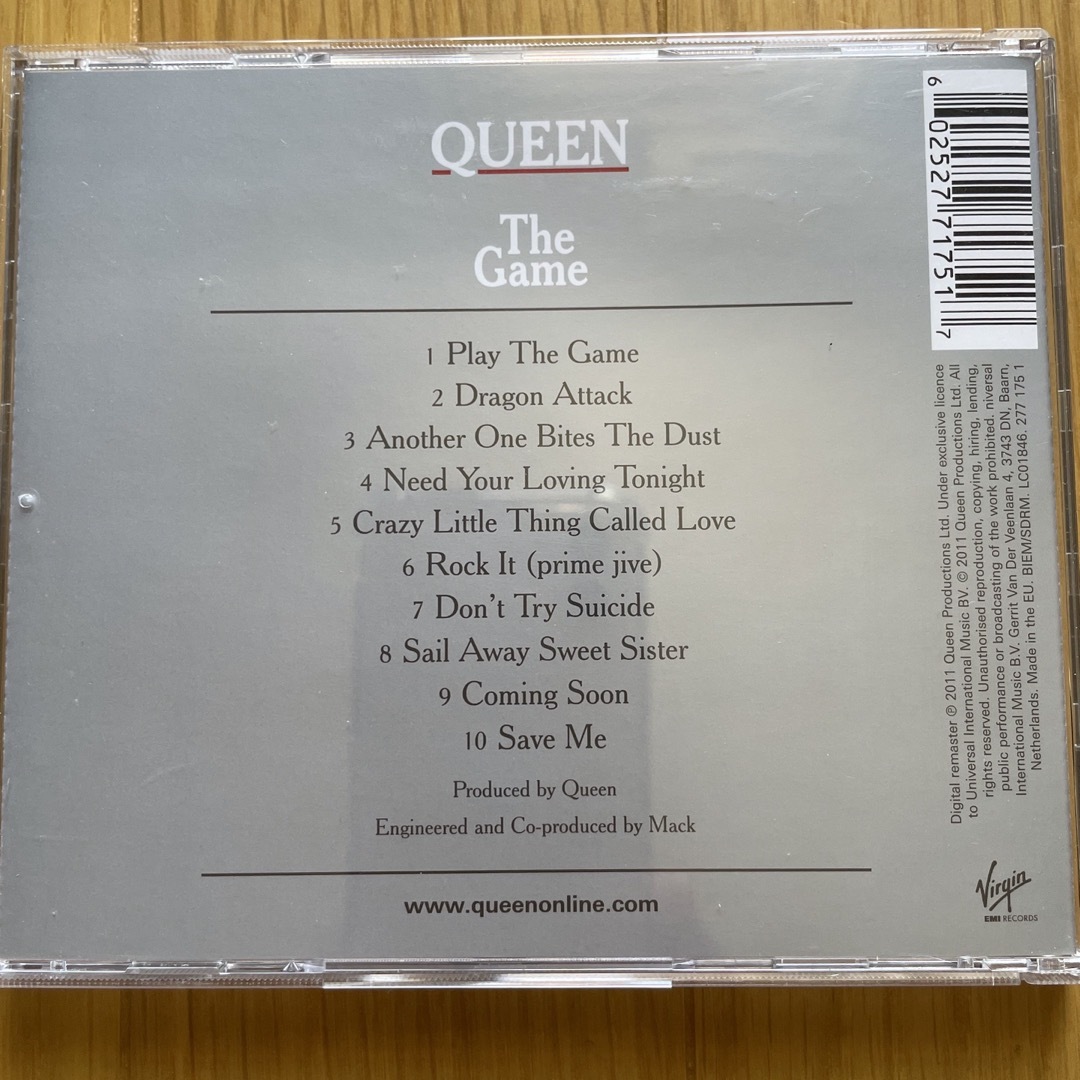 QUEEN
The
Game
1 Play The Game
2 Dragon Attack
3 Another One Bites The Dust
4 Need Your Loving Tonight
5 Crazy Little Thing Called Love
6 Rock It (prime jive)
7 Don't Try Suicide
8 Sail Away Sweet Sister
9 Coming Soon
10 Save Me
Produced by Queen
Engineered and Co-produced by Mack
www.queenonline.com
6 02527 71751 7
Digital remaster ℗ 2011 Queen Productions Ltd. Under exclusive licence
to Universal International Music BV. © 2011 Queen Productions Ltd. All
rights reserved. Unauthorised reproduction, copying, hiring, lending,
public performance or broadcasting of the work prohibited. niversal
International Music B.V. Gerrit Van Der Veenlaan 4, 3743 DN, Baarn,
Netherlands. Made in the EU. BIEM/SDRM. LC01846. 277 175 1
Virgin
EMI RECORDS